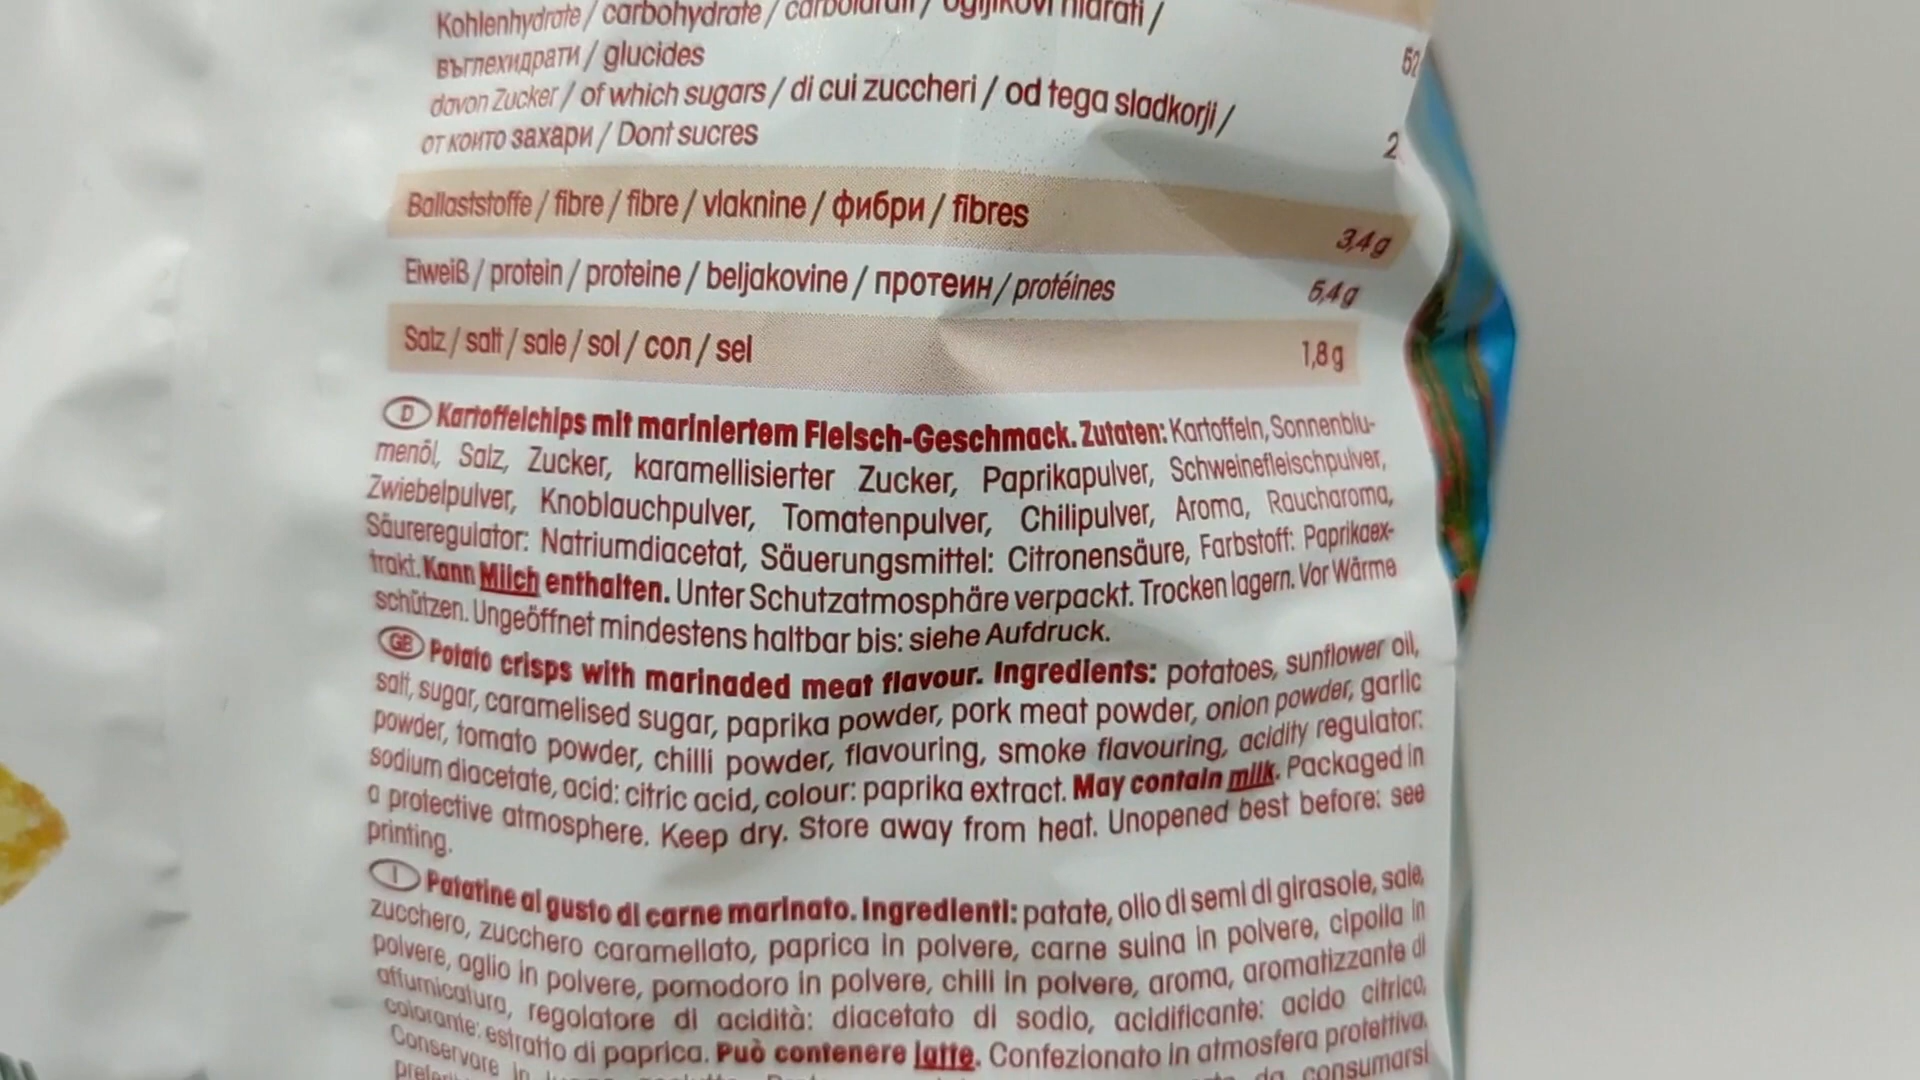 Kohlenhydrate / carbohydrate / carboidrati / ogljikovi hidrati /
въглехидрати / glucides
davon Zucker / of which sugars / di cui zuccheri / od tega sladkorji /
от които захари / Dont sucres
Ballaststoffe / fibre / fibre / vlaknine / фибри / fibres 3,4 g
Eiweiß / protein / proteine / beljakovine / протеин / protéines 6,4 g
Salz / salt / sale / sol / сол / sel 1,8 g
D Kartoffelchips mit mariniertem Fleisch-Geschmack. Zutaten: Kartoffeln, Sonnenblu-
menöl, Salz, Zucker, karamellisierter Zucker, Paprikapulver, Schweinefleischpulver,
Zwiebelpulver, Knoblauchpulver, Tomatenpulver, Chilipulver, Aroma, Raucharoma,
Säureregulator: Natriumdiacetat, Säuerungsmittel: Citronensäure, Farbstoff: Paprikaex-
trakt. Kann Milch enthalten. Unter Schutzatmosphäre verpackt. Trocken lagern. Vor Wärme
schützen. Ungeöffnet mindestens haltbar bis: siehe Aufdruck.
GB Potato crisps with marinaded meat flavour. Ingredients: potatoes, sunflower oil,
salt, sugar, caramelised sugar, paprika powder, pork meat powder, onion powder, garlic
powder, tomato powder, chilli powder, flavouring, smoke flavouring, acidity regulator:
sodium diacetate, acid: citric acid, colour: paprika extract. May contain milk. Packaged in
a protective atmosphere. Keep dry. Store away from heat. Unopened best before: see
printing.
I Patatine al gusto di carne marinato. Ingredienti: patate, olio di semi di girasole, sale,
zucchero, zucchero caramellato, paprica in polvere, carne suina in polvere, cipolla in
polvere, aglio in polvere, pomodoro in polvere, chili in polvere, aroma, aromatizzante di
affumicatura, regolatore di acidità: diacetato di sodio, acidificante: acido citrico,
colorante: estratto di paprica. Può contenere latte. Confezionato in atmosfera protettiva.
Conservare in da consumarsi